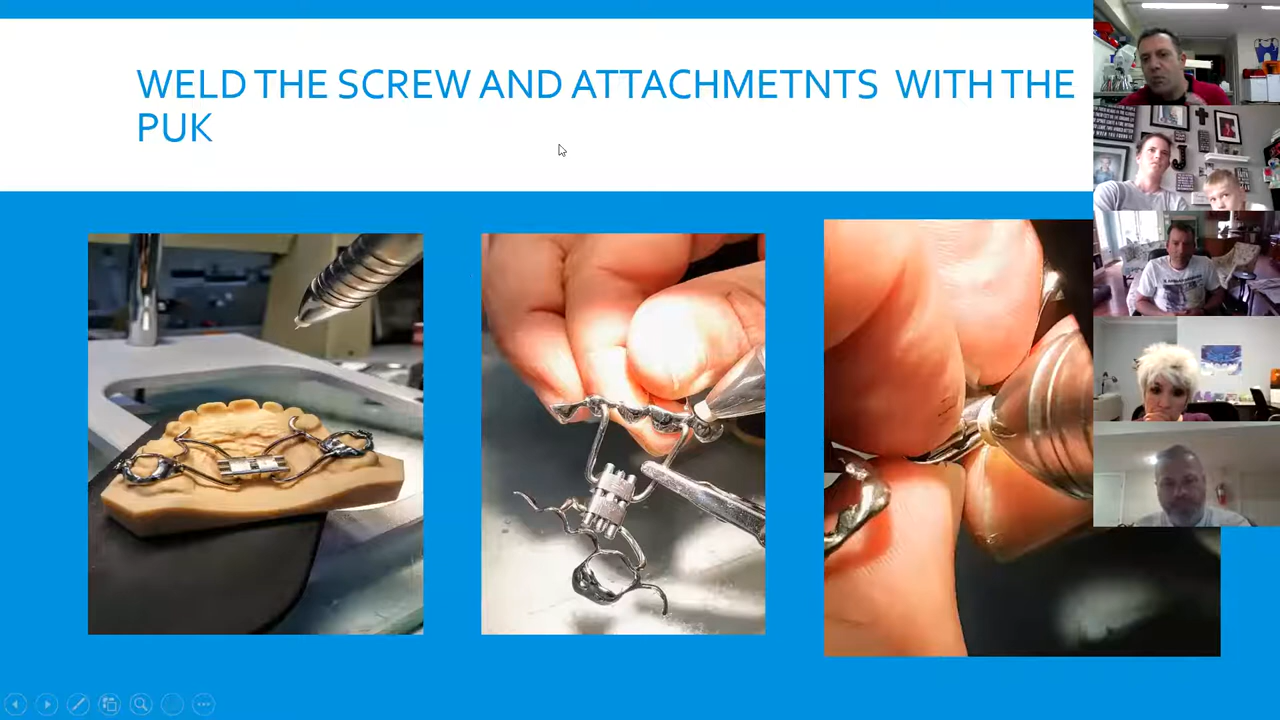 WELD THE SCREW AND ATTACHMETNTS WITH THE
PUK